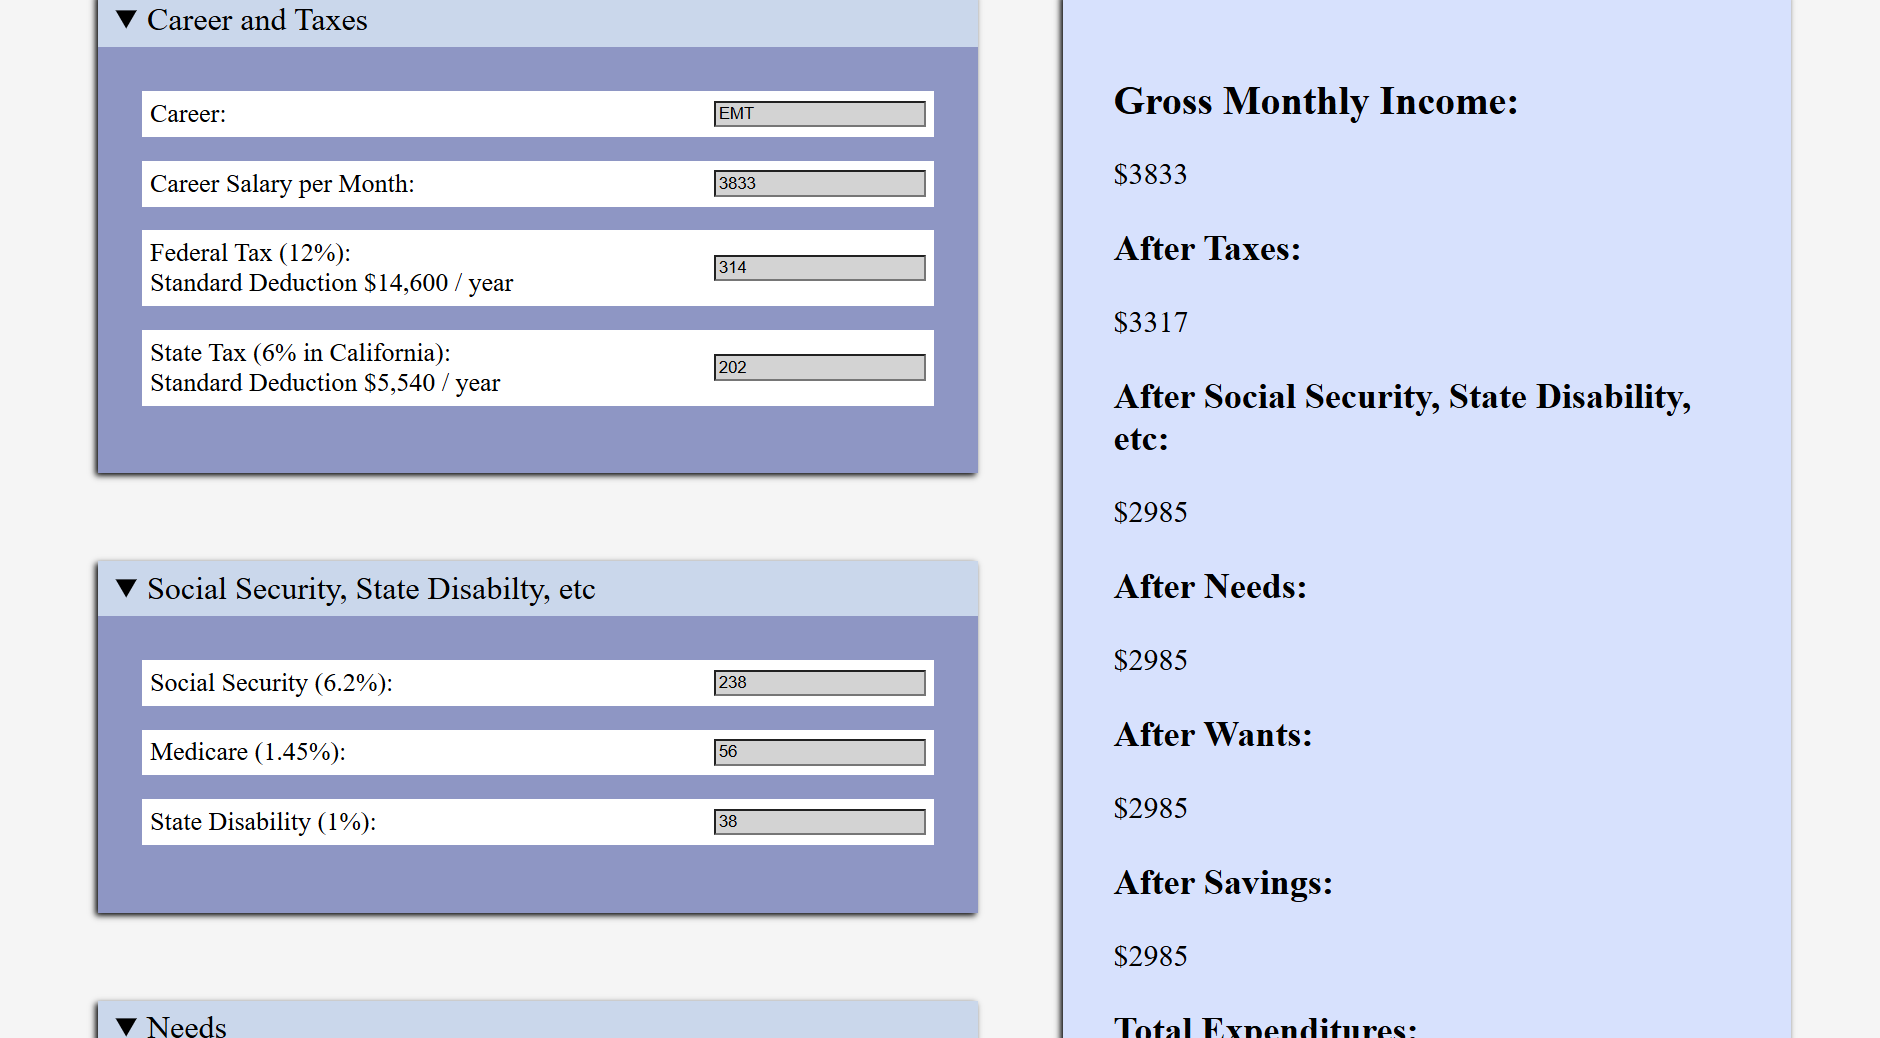 ▼ Career and Taxes
Career:
EMT
Career Salary per Month:
3833
Federal Tax (12%):
Standard Deduction $14,600 / year
314
State Tax (6% in California):
Standard Deduction $5,540 / year
202
▼ Social Security, State Disabilty, etc
Social Security (6.2%):
238
Medicare (1.45%):
56
State Disability (1%):
38
▼ Needs
Gross Monthly Income:
$3833
After Taxes:
$3317
After Social Security, State Disability,
etc:
$2985
After Needs:
$2985
After Wants:
$2985
After Savings:
$2985
Total Expenditures: